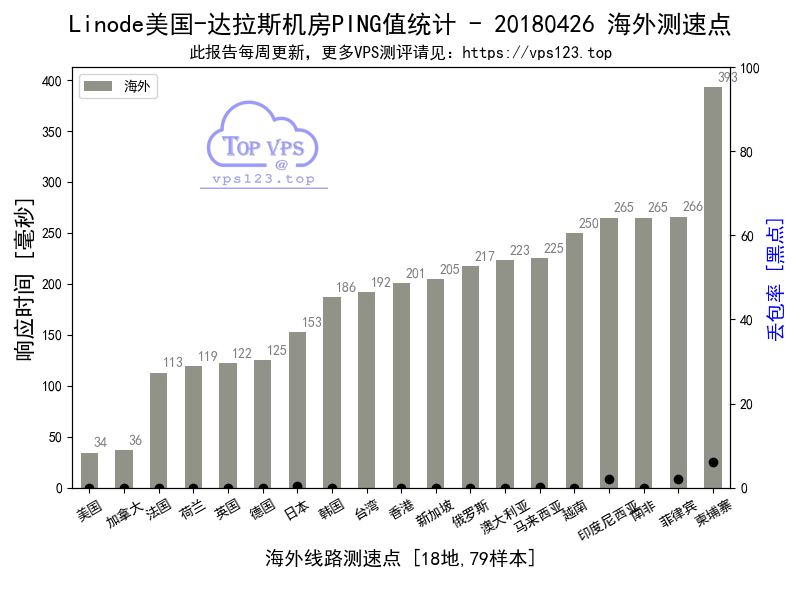 Linode美国-达拉斯机房PING值统计 - 20180426 海外测速点
此报告每周更新, 更多VPS测评请见: https://vps123.top
海外
Top VPS
@
vps123.top
响应时间 [毫秒]
400
350
300
250
200
150
100
50
0
34
36
113
119
122
125
153
186
192
201
205
217
223
225
250
265
265
266
393
100
80
60
40
20
0
丢包率 [黑点]
美国
加拿大
法国
荷兰
英国
德国
日本
韩国
台湾
香港
新加坡
俄罗斯
澳大利亚
马来西亚
越南
印度尼西亚
南非
菲律宾
柬埔寨
海外线路测速点 [18地,79样本]